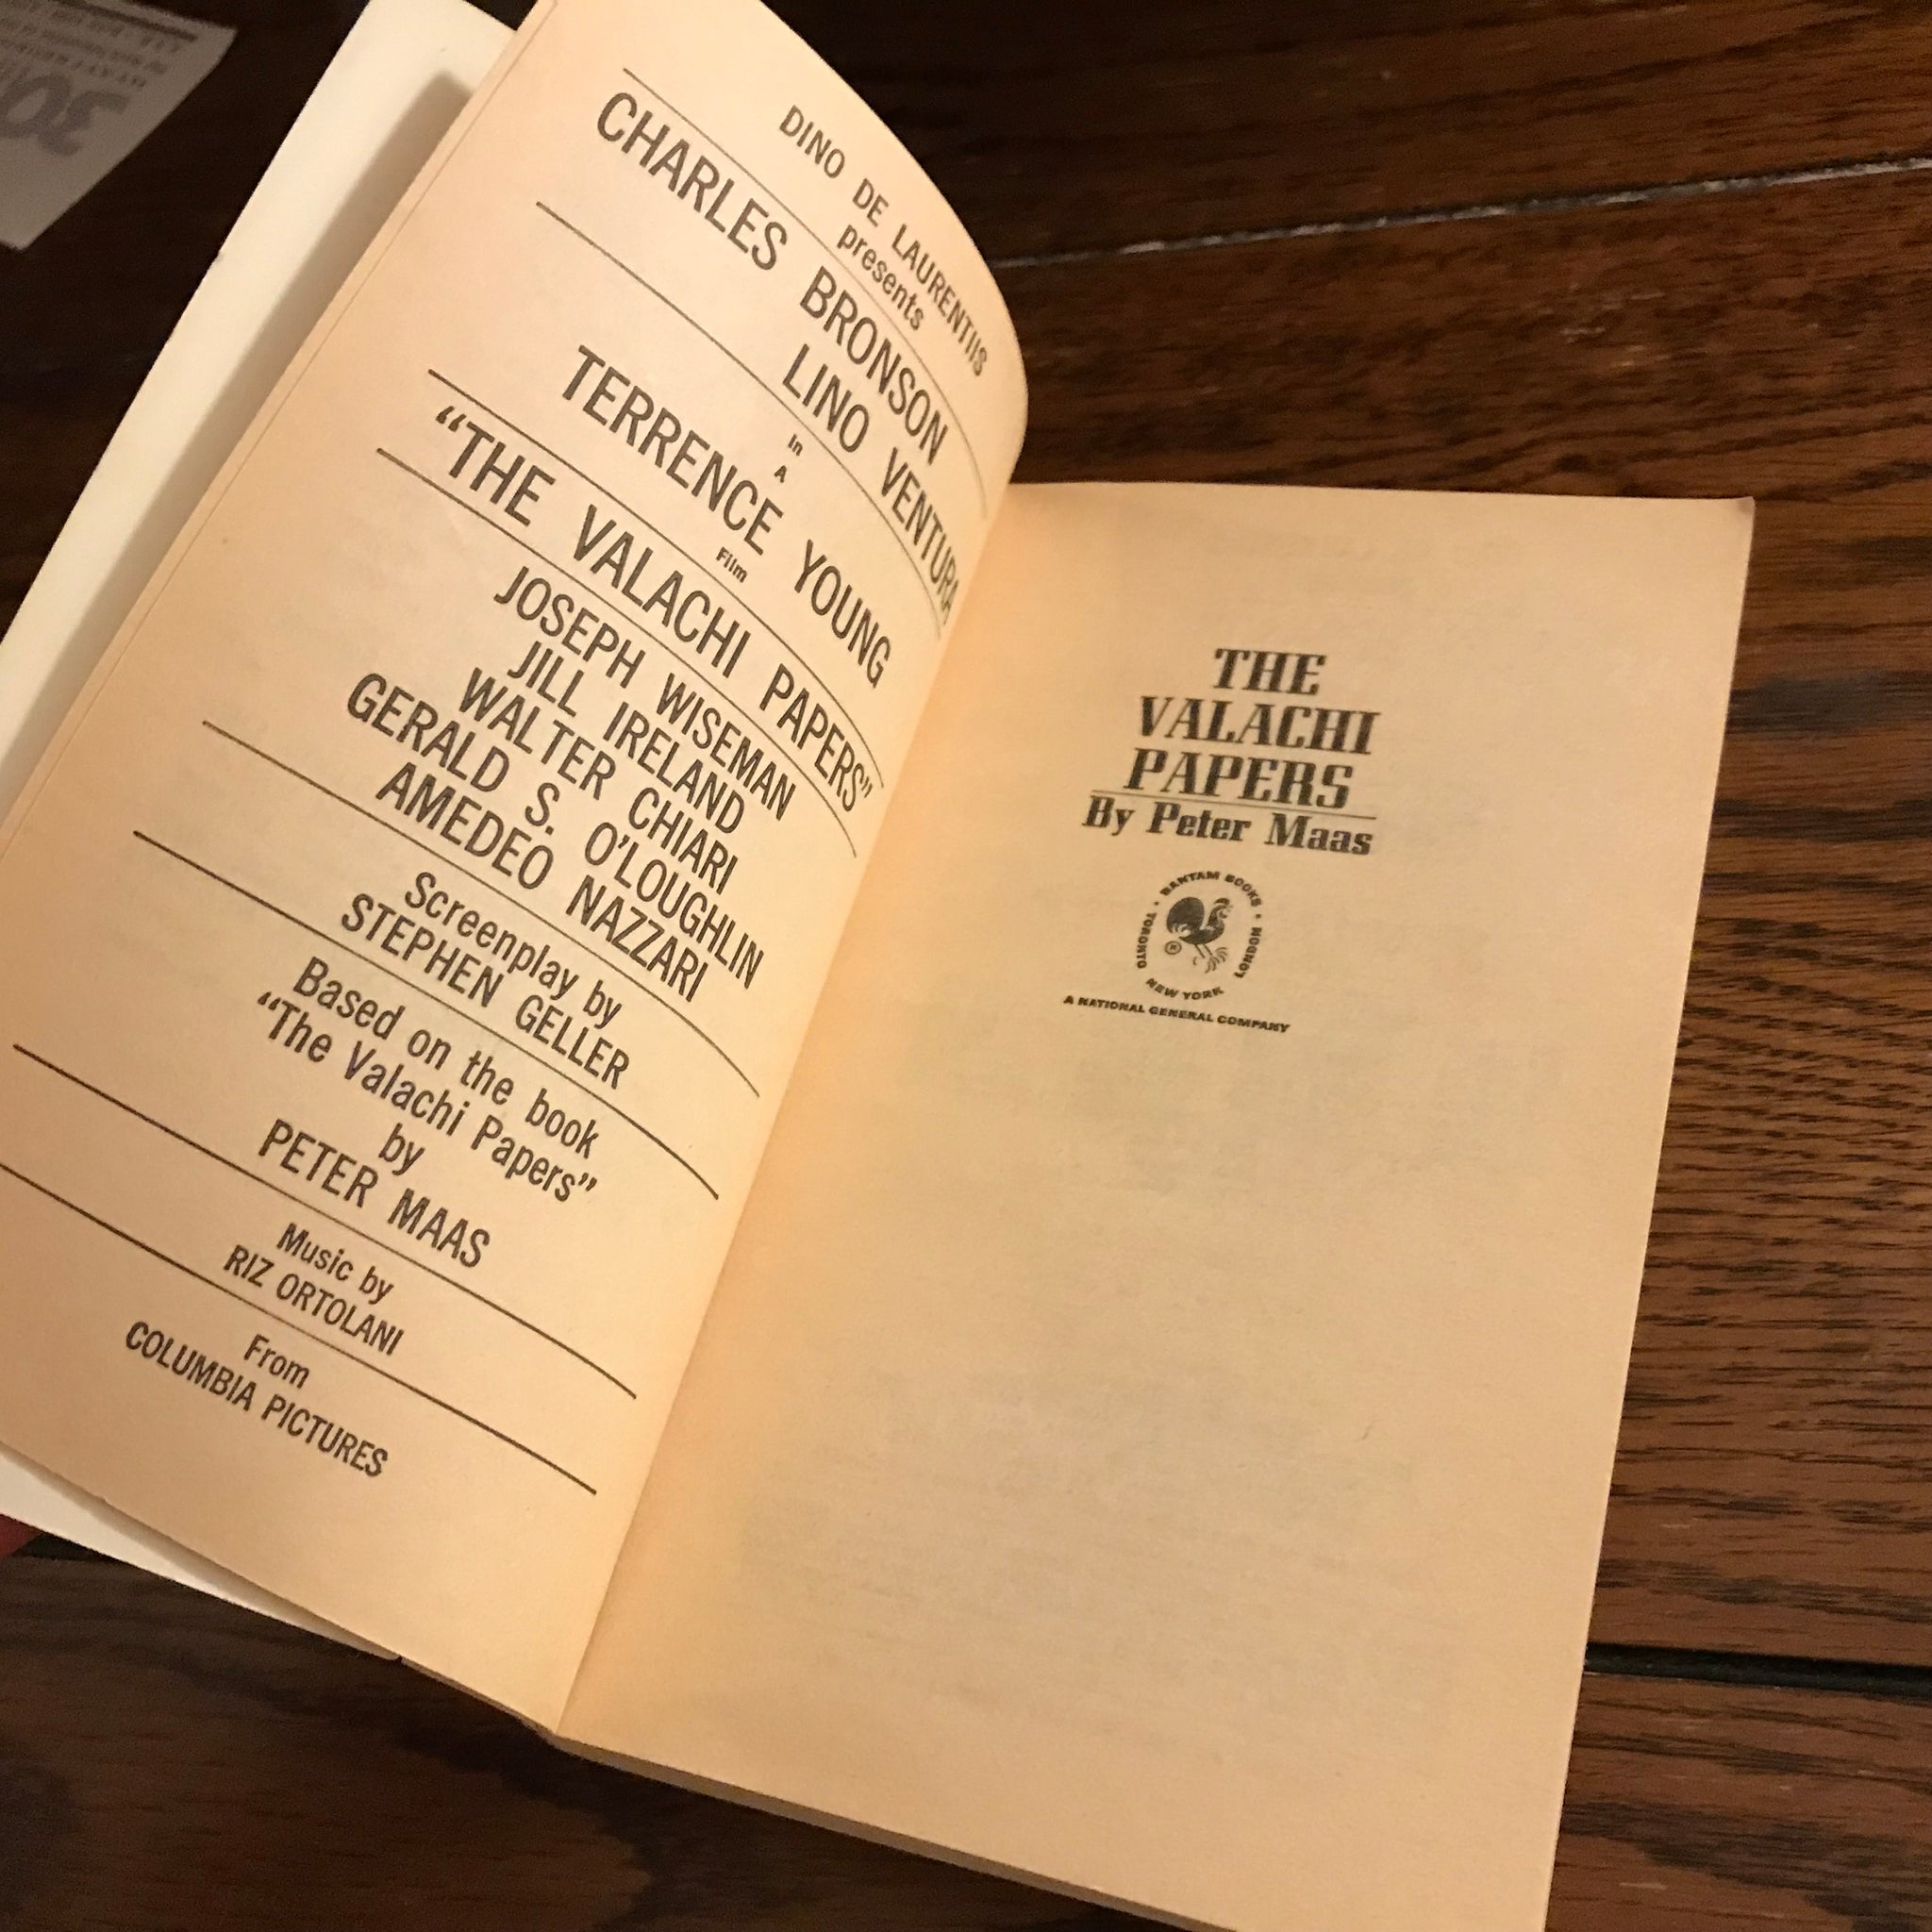 DINO DE LAURENTIIS
presents
CHARLES BRONSON
LINO VENTURA
In
A
TERRENCE YOUNG
Film
“THE VALACHI PAPERS”
JOSEPH WISEMAN
JILL IRELAND
WALTER CHIARI
GERALD S. O’LOUGHLIN
AMEDEO NAZZARI
Screenplay by
STEPHEN GELLER
Based on the book
“The Valachi Papers”
by
PETER MAAS
Music by
RIZ ORTOLANI
From
COLUMBIA PICTURES
THE
VALACHI
PAPERS
By Peter Maas
BANTAM BOOKS
TORONTO • NEW YORK • LONDON
®
A NATIONAL GENERAL COMPANY